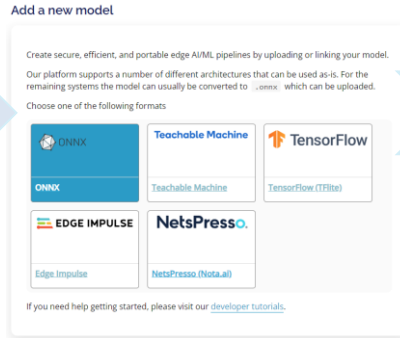 Add a new model
Create secure, efficient, and portable edge AI/ML pipelines by uploading or linking your model.
Our platform supports a number of different architectures that can be used as-is. For the
remaining systems the model can usually be converted to .onnx which can be uploaded.
Choose one of the following formats
ONNX
Teachable Machine
TensorFlow
ONNX
Teachable Machine
TensorFlow (TFlite)
EDGE IMPULSE
NetsPresso.
Edge Impulse
NetsPresso (Nota.ai)
If you need help getting started, please visit our developer tutorials.